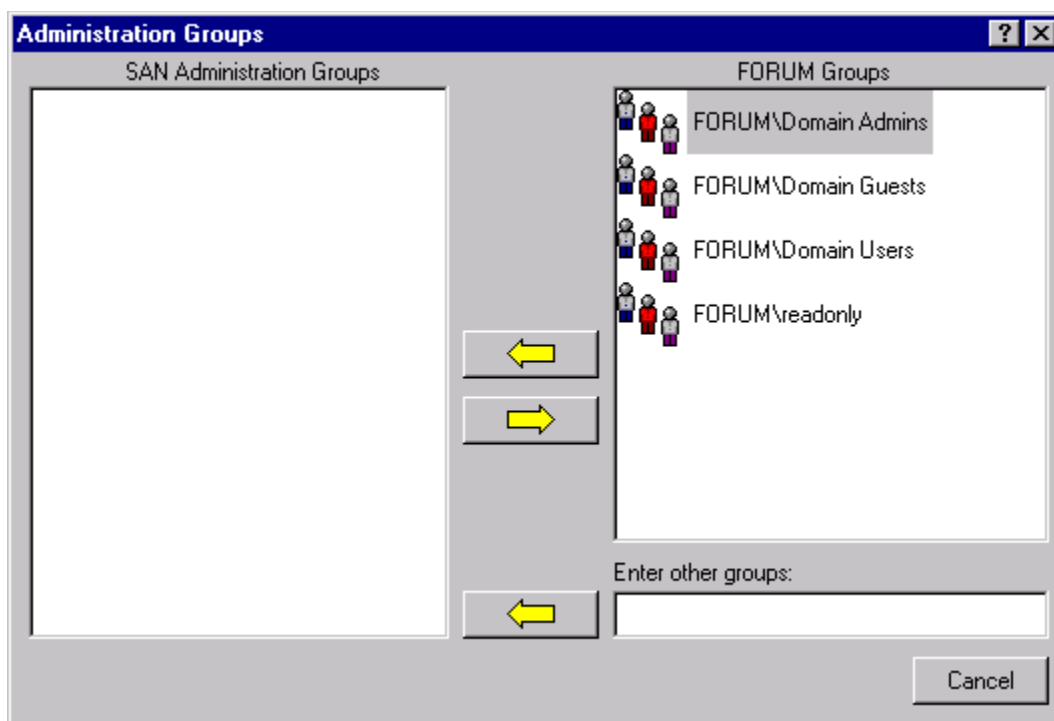 Administration Groups
SAN Administration Groups
FORUM Groups
FORUM\Domain Admins
FORUM\Domain Guests
FORUM\Domain Users
FORUM\readonly
Enter other groups:
Cancel